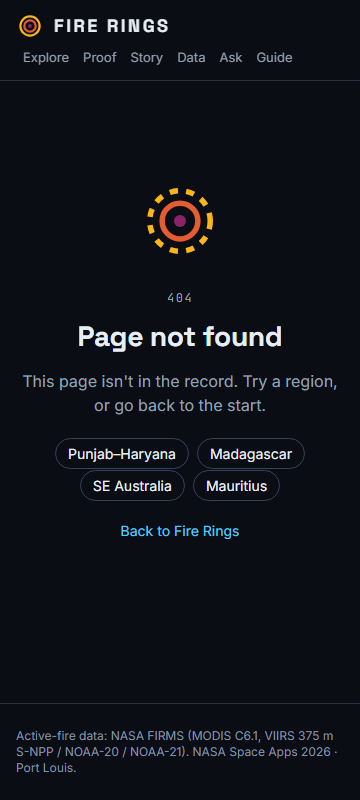 FIRE RINGS
Explore Proof Story Data Ask Guide
404
Page not found
This page isn't in the record. Try a region,
or go back to the start.
Punjab–Haryana Madagascar
SE Australia Mauritius
Back to Fire Rings
Active-fire data: NASA FIRMS (MODIS C6.1, VIIRS 375 m
S-NPP / NOAA-20 / NOAA-21). NASA Space Apps 2026 ·
Port Louis.